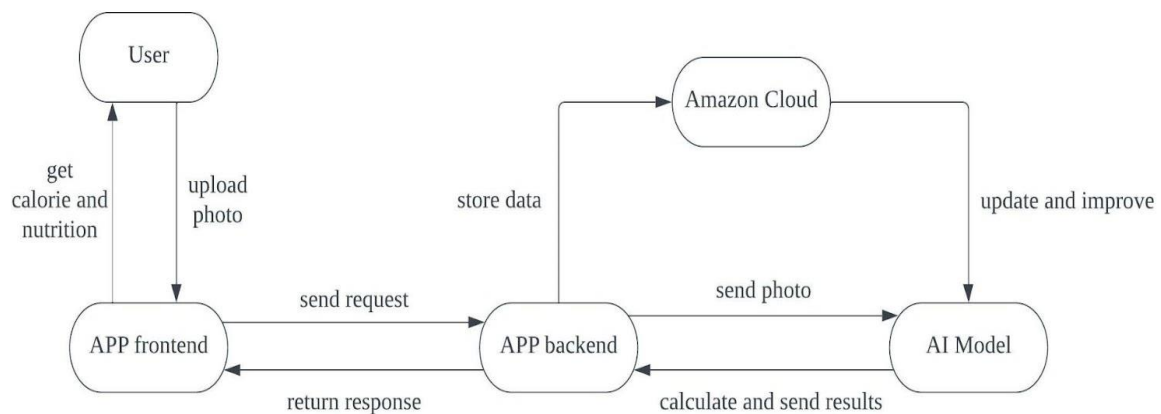 User
Amazon Cloud
get
calorie and
nutrition
upload
photo
store data
update and improve
send request
send photo
APP frontend
APP backend
AI Model
return response
calculate and send results